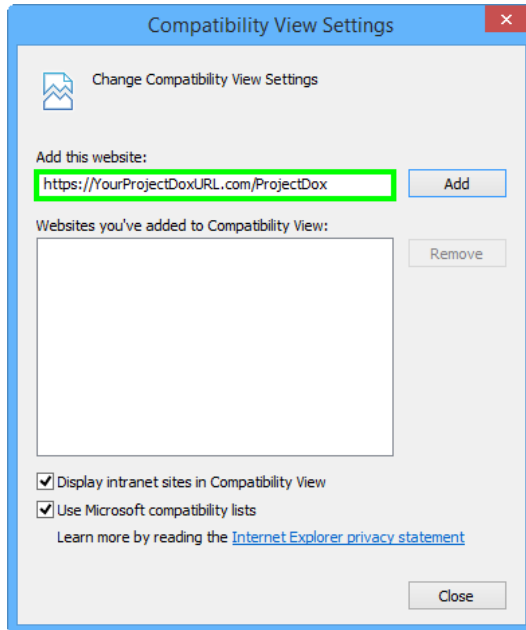 Compatibility View Settings
Change Compatibility View Settings
Add this website:
https://YourProjectDoxURL.com/ProjectDox
Add
Websites you've added to Compatibility View:
Remove
Display intranet sites in Compatibility View
Use Microsoft compatibility lists
Learn more by reading the Internet Explorer privacy statement
Close